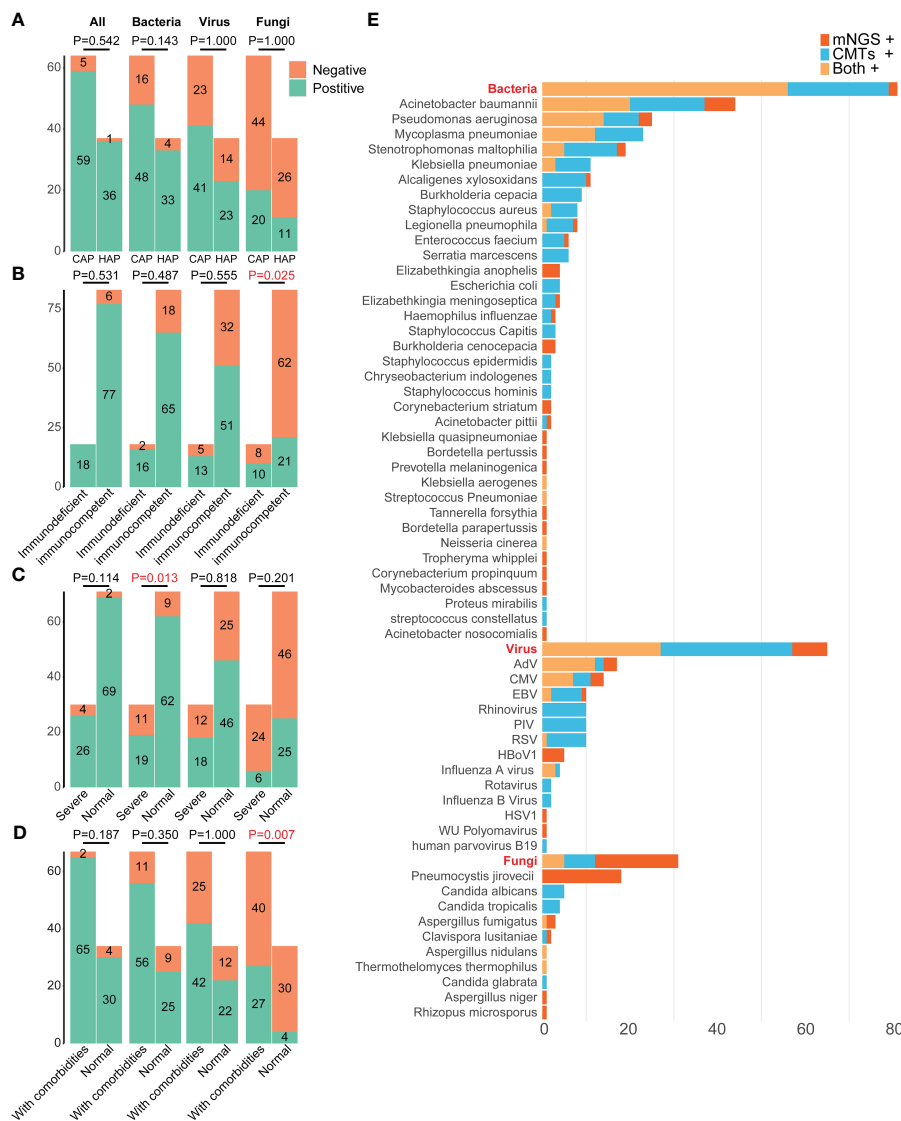 A
All Bacteria Virus Fungi
P=0.542 P=0.143 P=1.000 P=1.000
Negative
Postitive
60
40
20
0
5 1 16 4 23 14 44 26
59 36 48 33 41 23 20 11
CAP HAP CAP HAP CAP HAP CAP HAP
B
P=0.531 P=0.487 P=0.555 P=0.025
75
50
25
0
6 2 18 5 32 8 62
18 77 16 65 13 51 10 21
Immunodeficient immunocompetent Immunodeficient immunocompetent Immunodeficient immunocompetent Immunodeficient immunocompetent
C
P=0.114 P=0.013 P=0.818 P=0.201
60
40
20
0
4 2 11 9 12 25 24 46
26 69 19 62 18 46 6 25
Severe Normal Severe Normal Severe Normal Severe Normal
D
P=0.187 P=0.350 P=1.000 P=0.007
60
40
20
0
2 4 11 9 25 12 40 30
65 30 56 25 42 22 27 4
With comorbidities Normal With comorbidities Normal With comorbidities Normal With comorbidities Normal
E
mNGS +
CMTs +
Both +
Bacteria
Acinetobacter baumannii
Pseudomonas aeruginosa
Mycoplasma pneumoniae
Stenotrophomonas maltophilia
Klebsiella pneumoniae
Alcaligenes xylosoxidans
Burkholderia cepacia
Staphylococcus aureus
Legionella pneumophila
Enterococcus faecium
Serratia marcescens
Elizabethkingia anophelis
Escherichia coli
Elizabethkingia meningoseptica
Haemophilus influenzae
Staphylococcus Capitis
Burkholderia cenocepacia
Staphylococcus epidermidis
Chryseobacterium indologenes
Staphylococcus hominis
Corynebacterium striatum
Acinetobacter pittii
Klebsiella quasipneumoniae
Bordetella pertussis
Prevotella melaninogenica
Klebsiella aerogenes
Streptococcus Pneumoniae
Tannerella forsythia
Bordetella parapertussis
Neisseria cinerea
Tropheryma whipplei
Corynebacterium propinquum
Mycobacteroides abscessus
Proteus mirabilis
streptococcus constellatus
Acinetobacter nosocomialis
Virus
AdV
CMV
EBV
Rhinovirus
PIV
RSV
HBoV1
Influenza A virus
Rotavirus
Influenza B Virus
HSV1
WU Polyomavirus
human parvovirus B19
Fungi
Pneumocystis jirovecii
Candida albicans
Candida tropicalis
Aspergillus fumigatus
Clavispora lusitaniae
Aspergillus nidulans
Thermothelomyces thermophilus
Candida glabrata
Aspergillus niger
Rhizopus microsporus
0 20 40 60 80